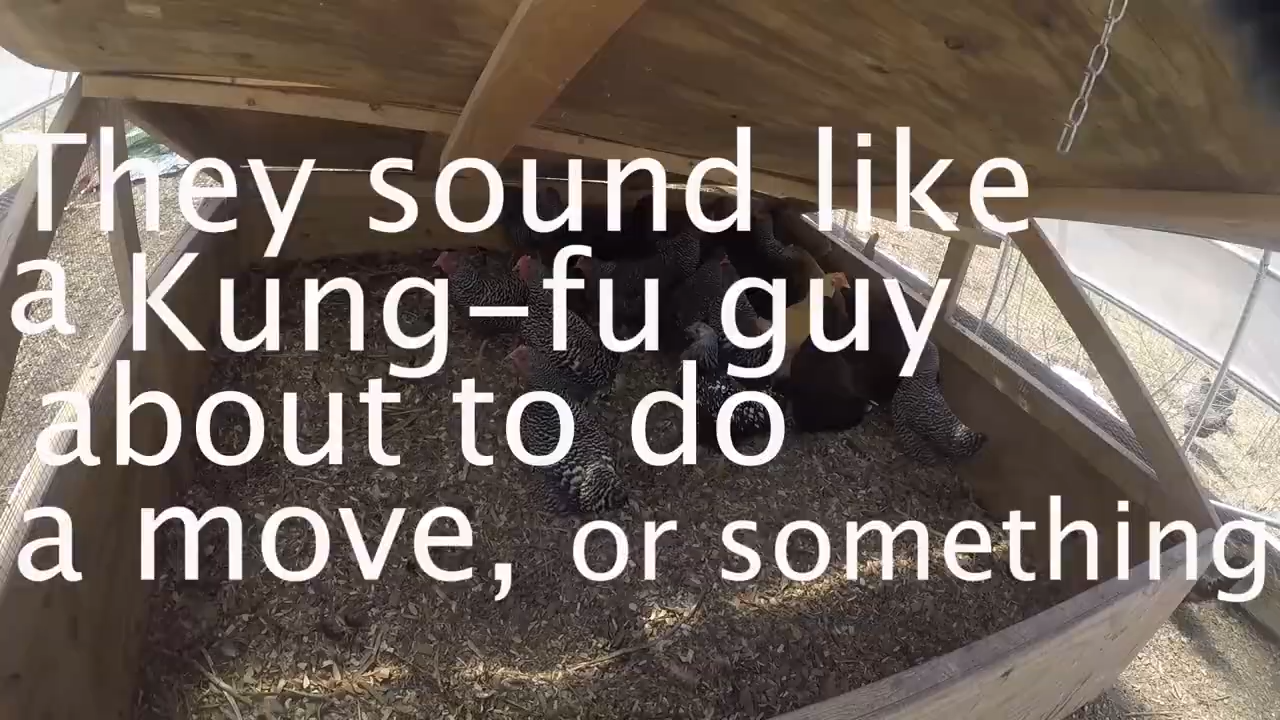 They sound like
a Kung-fu guy
about to do
a move, or something